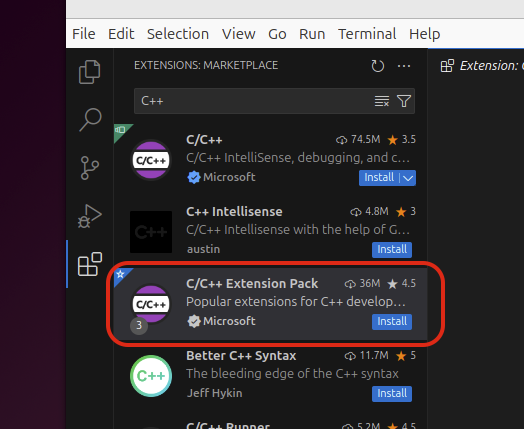 File Edit Selection View Go Run Terminal Help
EXTENSIONS: MARKETPLACE
Extension:
C++
C/C++ 74.5M 3.5
C/C++ IntelliSense, debugging, and c...
Microsoft Install
C++ Intellisense 4.8M 3
C/C++ Intellisense with the help of G...
austin Install
C/C++ Extension Pack 36M 4.5
Popular extensions for C++ develop...
3 Microsoft Install
Better C++ Syntax 11.7M 5
The bleeding edge of the C++ syntax
Jeff Hykin Install
C/C++ Runner 5.2M 4.5
C/C++
C++
C/C++
C++